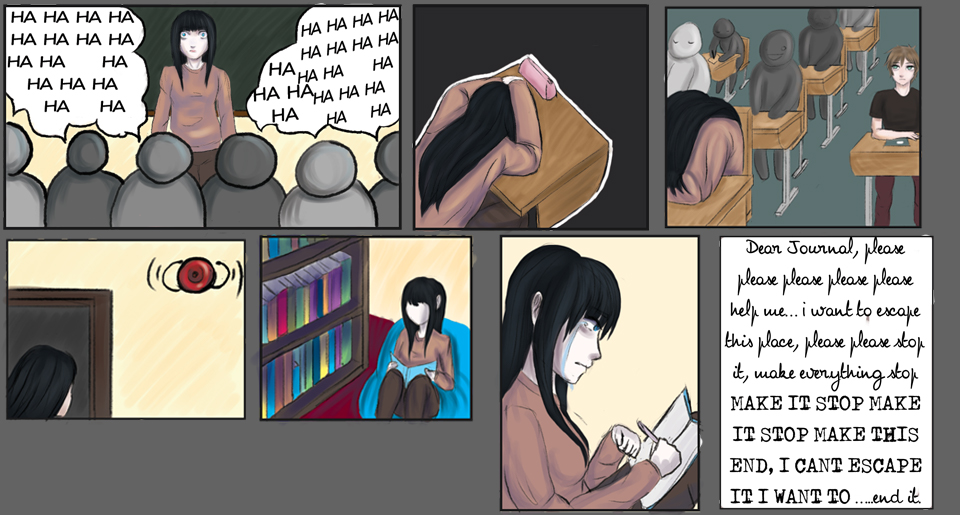 HA HA HA HA
HA HA HA HA
HA HA HA
HA HA HA
HA HA
HA HA HA HA
HA HA HA HA
HA HA HA HA
HA HA HA HA
HA HA HA
HA HA HA
Dear Journal, please
please please please please
help me... i want to escape
this place, please please stop
it, make everything stop
MAKE IT STOP MAKE
IT STOP MAKE THIS
END, I CANT ESCAPE
IT I WANT TO .....end it.